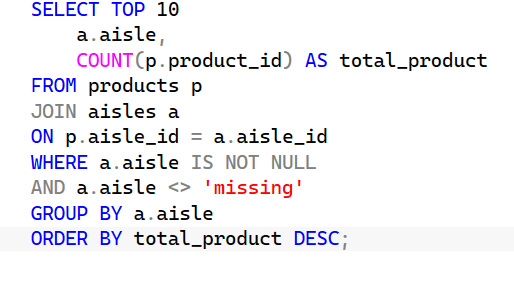 SELECT TOP 10
    a.aisle,
    COUNT(p.product_id) AS total_product
FROM products p
JOIN aisles a
ON p.aisle_id = a.aisle_id
WHERE a.aisle IS NOT NULL
AND a.aisle <> 'missing'
GROUP BY a.aisle
ORDER BY total_product DESC;